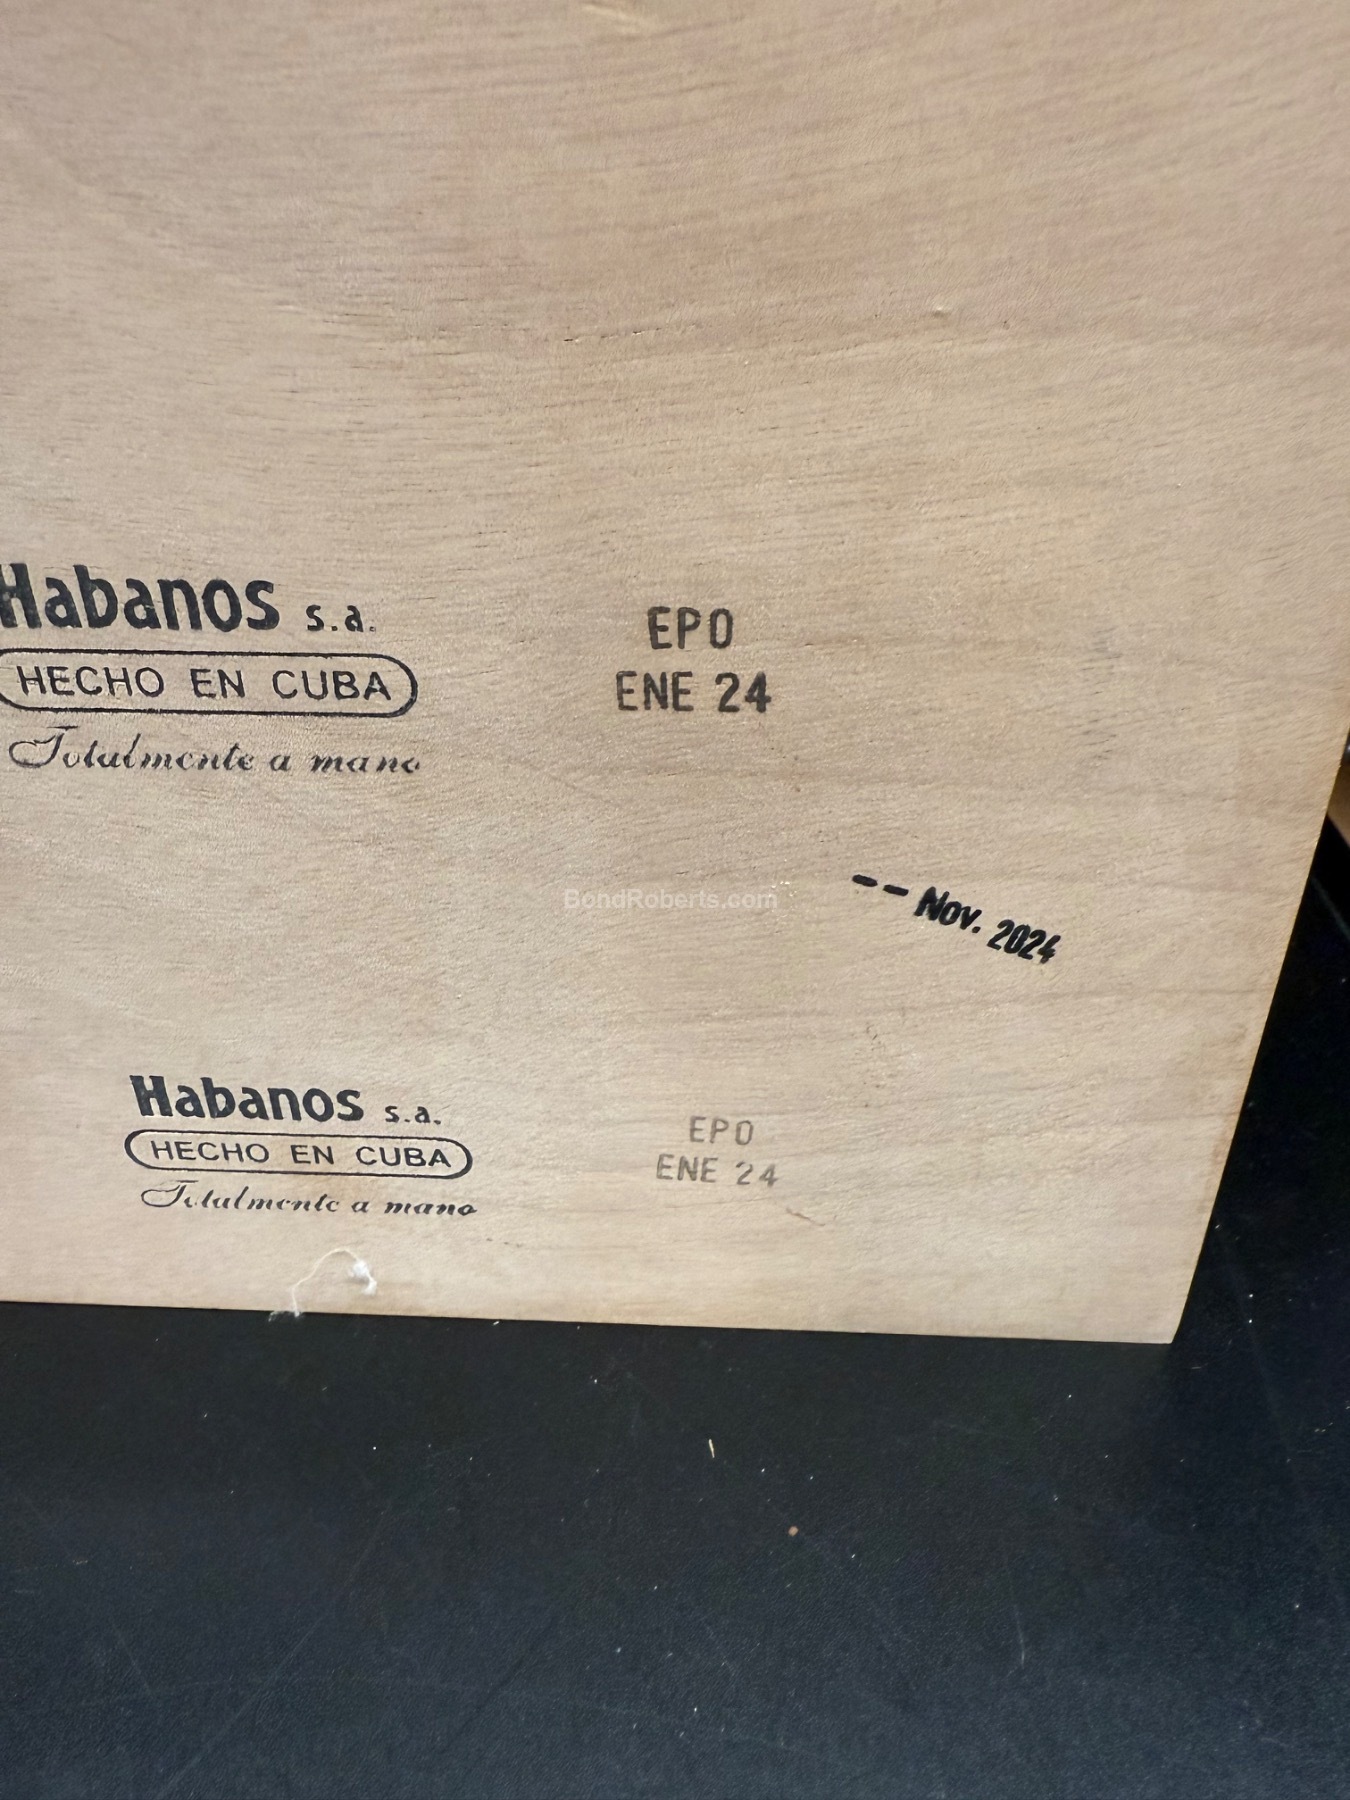 Habanos s.a.
HECHO EN CUBA
Totalmente a mano
EPO
ENE 24
-- Nov. 2024
BondRoberts.com
Habanos s.a.
HECHO EN CUBA
Totalmente a mano
EPO
ENE 24